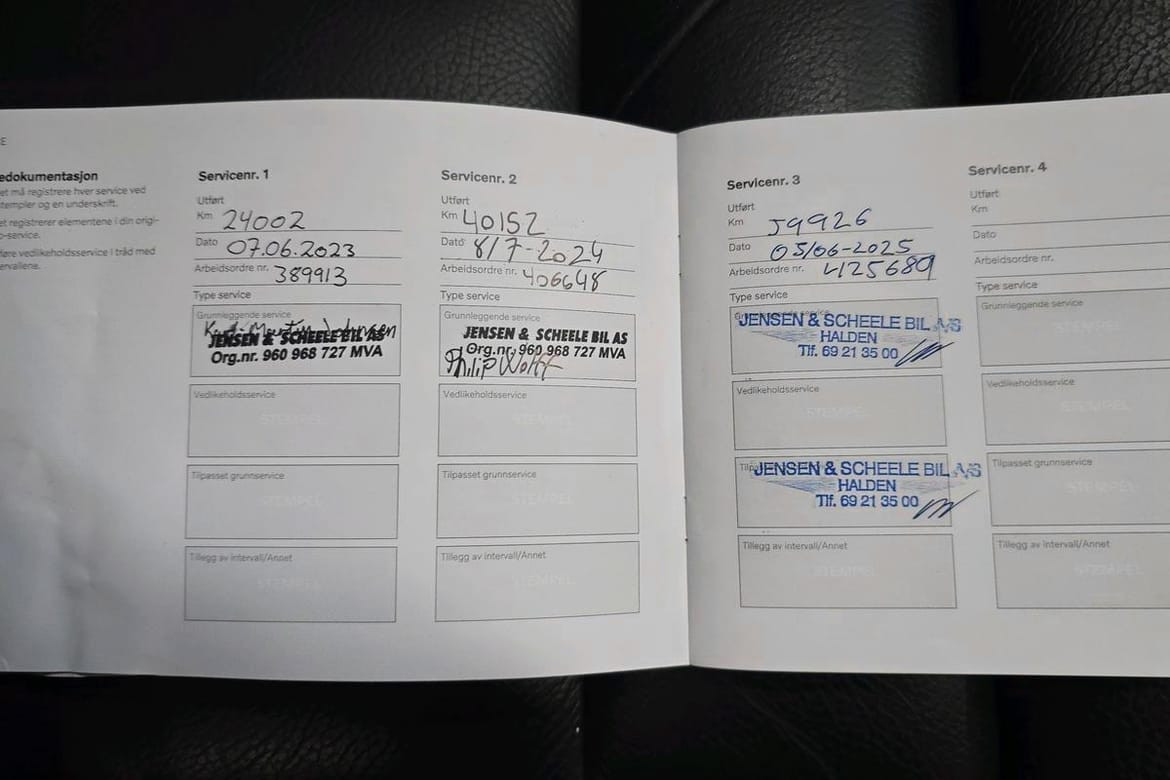 E
edokumentasjon
et må registrere hver service ved
templer og en underskrift.
et registrerer elementene i din origi-
o-service.
føre vedlikeholdsservice i tråd med
ervallene.
Servicenr. 1
Utført
Km 24002
Dato 07.06.2023
Arbeidsordre nr. 389913
Type service
Grunnleggende service
JENSEN & SCHEELE BIL AS
Org.nr. 960 968 727 MVA
Vedlikeholdsservice
STEMPEL
Tilpasset grunnservice
STEMPEL
Tillegg av intervall/Annet
STEMPEL
Servicenr. 2
Utført
Km 40152
Dato 8/7-2024
Arbeidsordre nr. 406648
Type service
Grunnleggende service
JENSEN & SCHEELE BIL AS
Org.nr. 960 968 727 MVA
Philip Wolff
Vedlikeholdsservice
STEMPEL
Tilpasset grunnservice
STEMPEL
Tillegg av intervall/Annet
STEMPEL
Servicenr. 3
Utført
Km 59926
Dato 05/06-2025
Arbeidsordre nr. 425689
Type service
JENSEN & SCHEELE BIL A/S
HALDEN
Tlf. 69 21 35 00
Vedlikeholdsservice
STEMPEL
JENSEN & SCHEELE BIL A/S
HALDEN
Tlf. 69 21 35 00
Tillegg av intervall/Annet
STEMPEL
Servicenr. 4
Utført
Km
Dato
Arbeidsordre nr.
Type service
Grunnleggende service
STEMPEL
Vedlikeholdsservice
STEMPEL
Tilpasset grunnservice
STEMPEL
Tillegg av intervall/Annet
STEMPEL